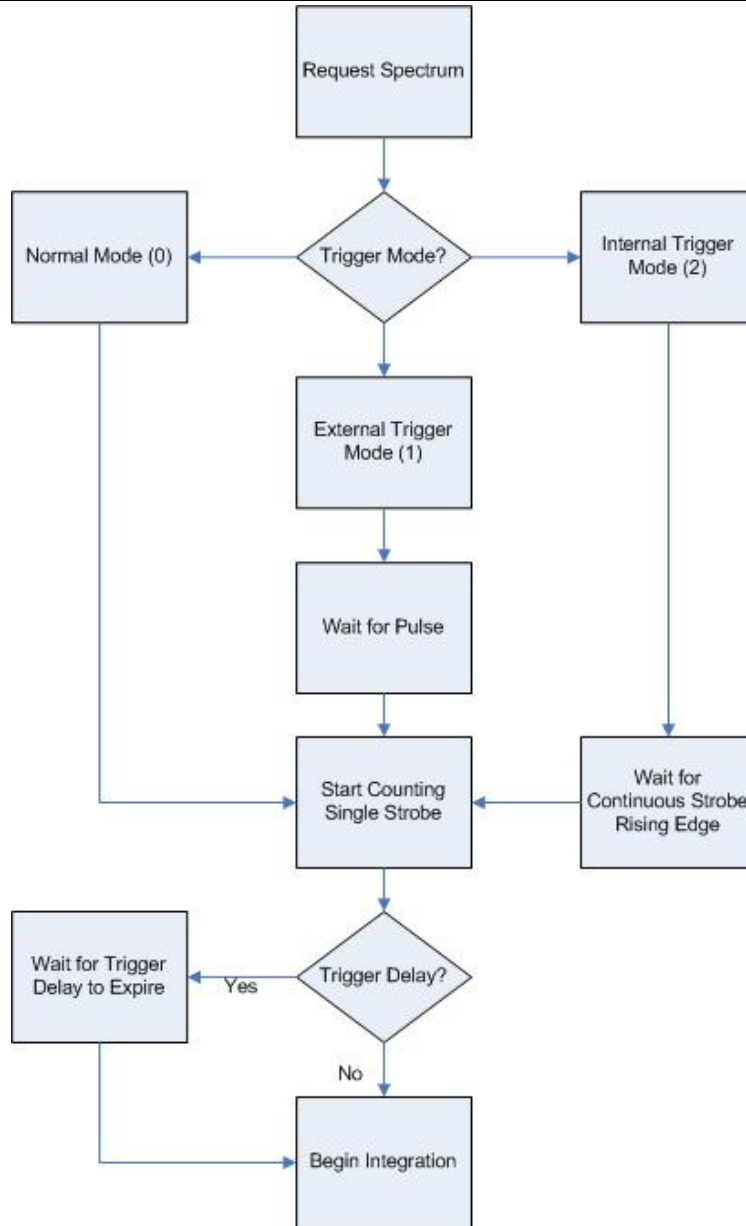 Request Spectrum
Normal Mode (0)
Trigger Mode?
Internal Trigger
Mode (2)
External Trigger
Mode (1)
Wait for Pulse
Start Counting
Single Strobe
Wait for
Continuous Strobe
Rising Edge
Wait for Trigger
Delay to Expire
Yes
Trigger Delay?
No
Begin Integration